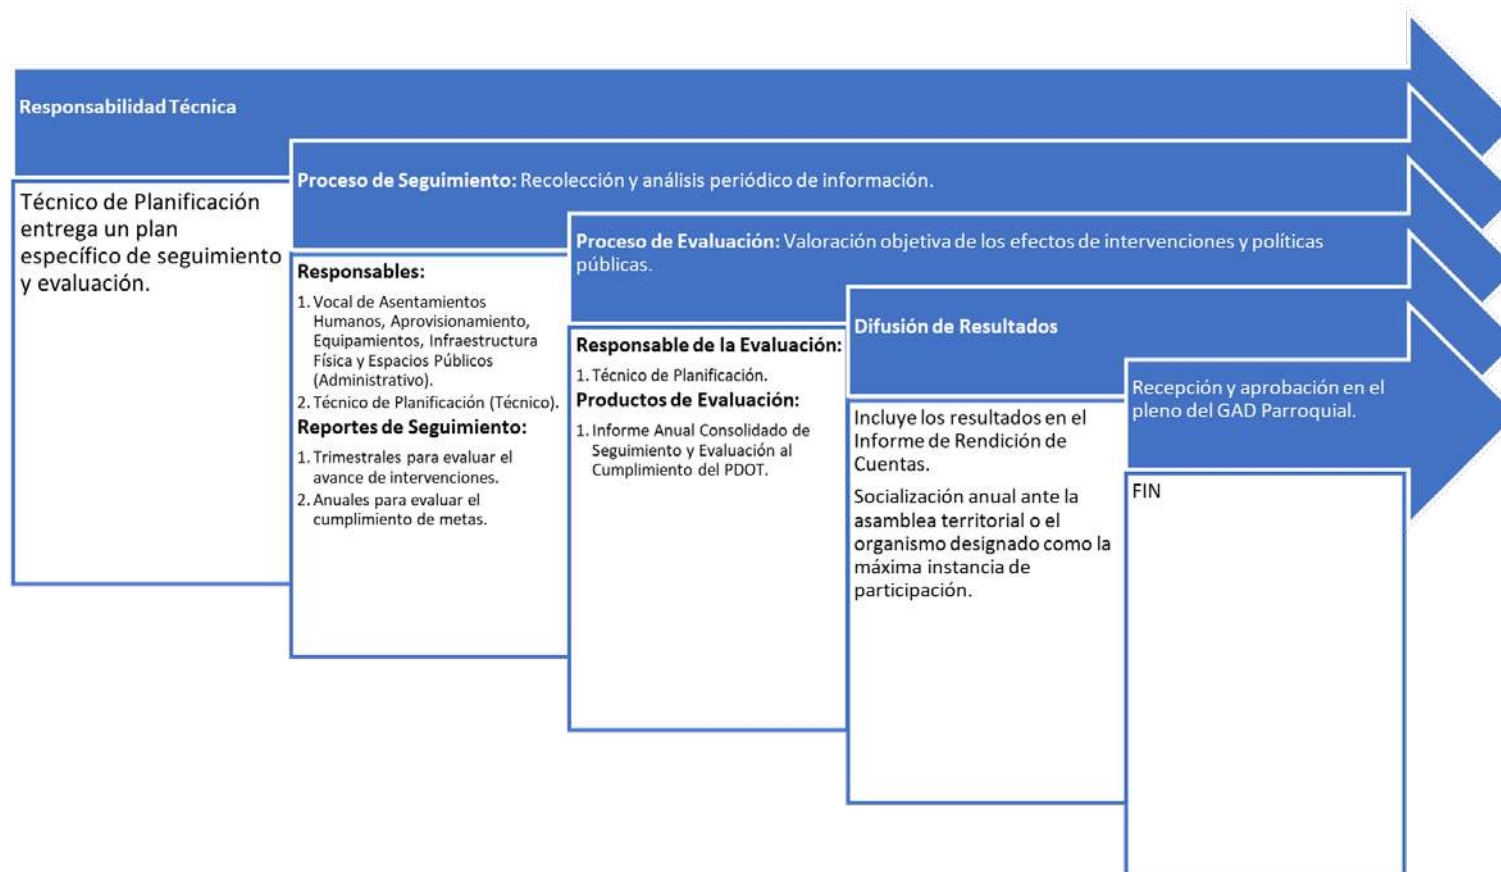 Responsabilidad Técnica
Técnico de Planificación
entrega un plan
específico de seguimiento
y evaluación.
Proceso de Seguimiento: Recolección y análisis periódico de información.
Responsables:
1. Vocal de Asentamientos
Humanos, Aprovisionamiento,
Equipamientos, Infraestructura
Física y Espacios Públicos
(Administrativo).
2. Técnico de Planificación (Técnico).
Reportes de Seguimiento:
1. Trimestrales para evaluar el
avance de intervenciones.
2. Anuales para evaluar el
cumplimiento de metas.
Proceso de Evaluación: Valoración objetiva de los efectos de intervenciones y políticas
públicas.
Responsable de la Evaluación:
1. Técnico de Planificación.
Productos de Evaluación:
1. Informe Anual Consolidado de
Seguimiento y Evaluación al
Cumplimiento del PDOT.
Difusión de Resultados
Incluye los resultados en el
Informe de Rendición de
Cuentas.
Socialización anual ante la
asamblea territorial o el
organismo designado como la
máxima instancia de
participación.
Recepción y aprobación en el
pleno del GAD Parroquial.
FIN